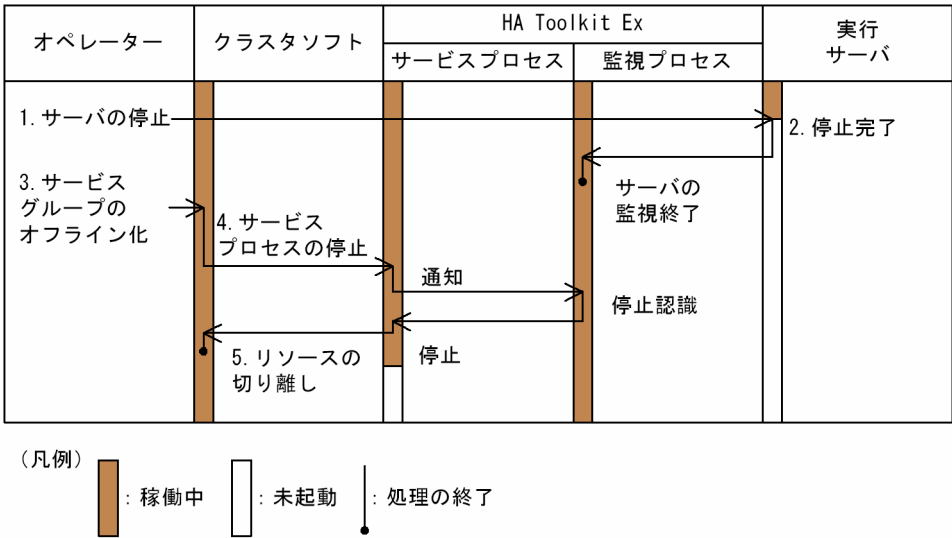 オペレーター
クラスタソフト
HA Toolkit Ex
サービスプロセス
監視プロセス
実行
サーバ
1.サーバの停止
2.停止完了
サーバの
監視終了
3.サービス
グループの
オフライン化
4.サービス
プロセスの停止
通知
停止認識
停止
5.リソースの
切り離し
(凡例)
:稼働中
:未起動
:処理の終了